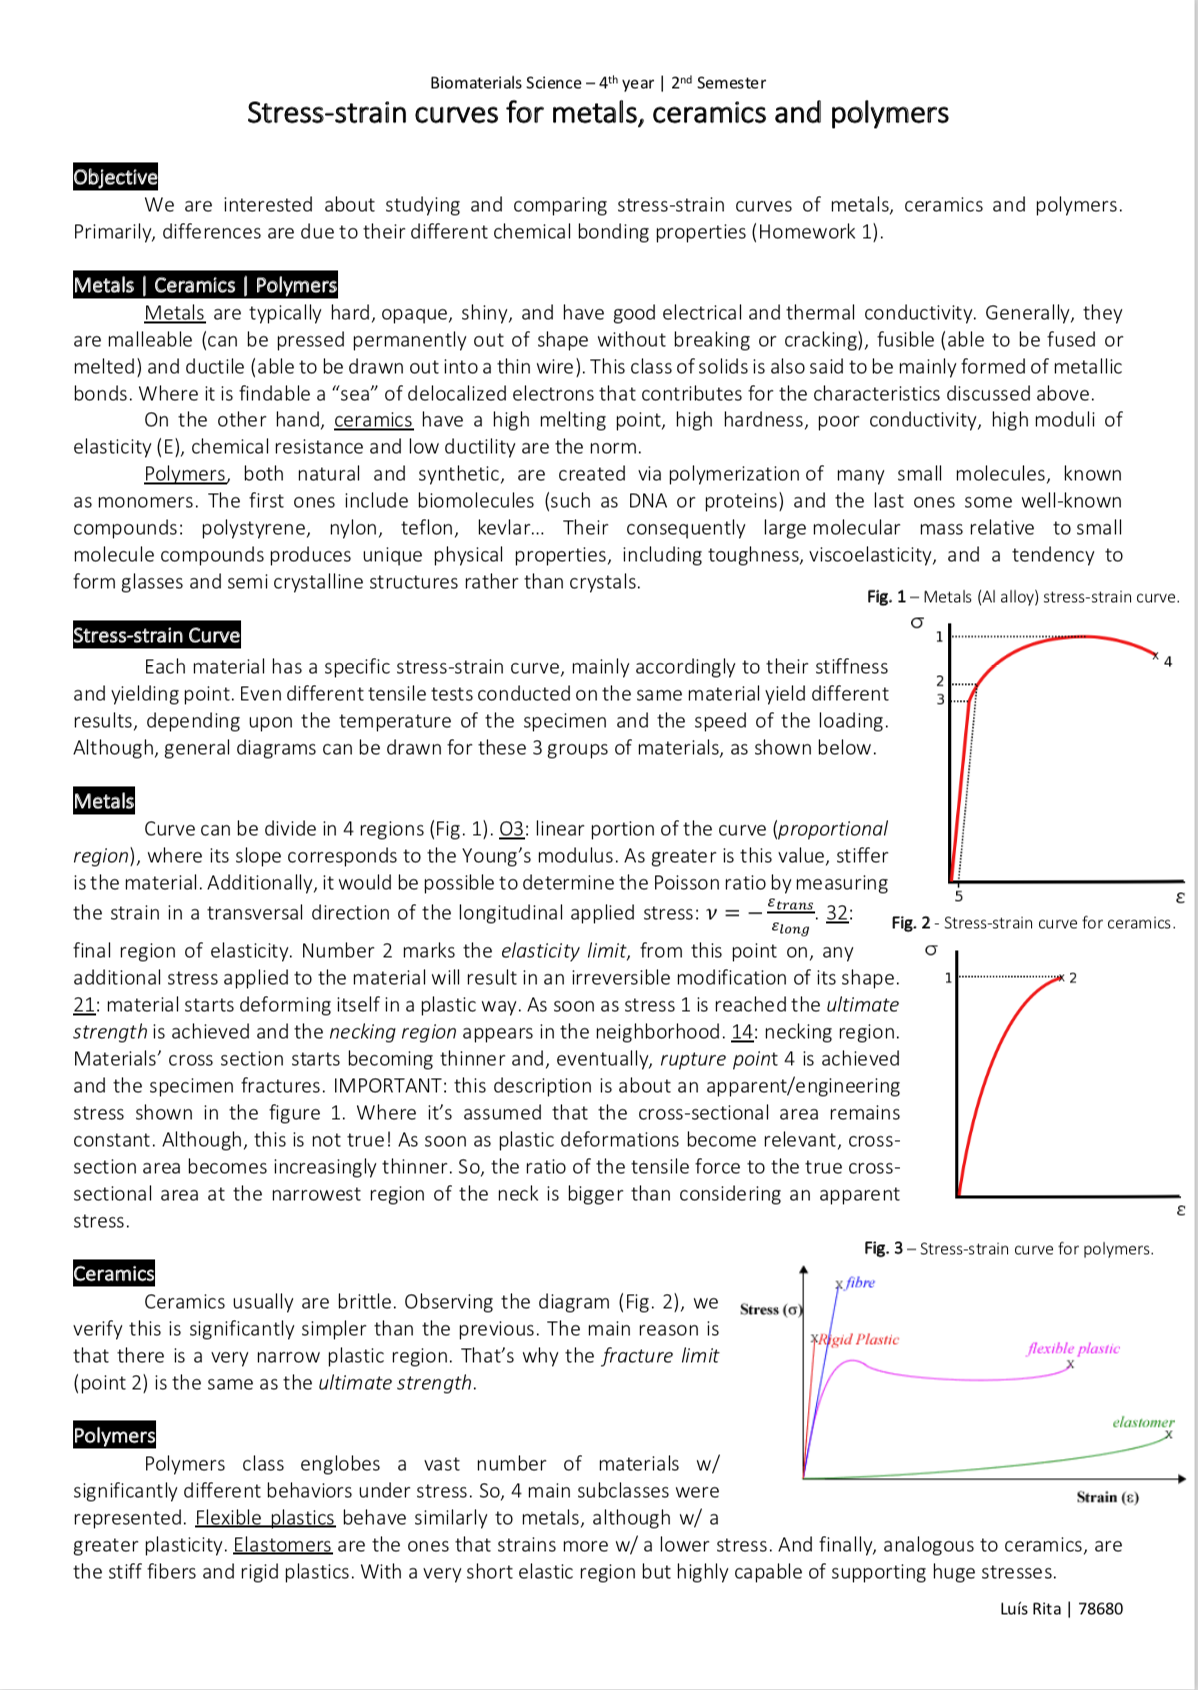 Biomaterials Science – 4th year | 2nd Semester
Stress-strain curves for metals, ceramics and polymers
Objective
We are interested about studying and comparing stress-strain curves of metals, ceramics and polymers.
Primarily, differences are due to their different chemical bonding properties (Homework 1).
Metals | Ceramics | Polymers
Metals are typically hard, opaque, shiny, and have good electrical and thermal conductivity. Generally, they
are malleable (can be pressed permanently out of shape without breaking or cracking), fusible (able to be fused or
melted) and ductile (able to be drawn out into a thin wire). This class of solids is also said to be mainly formed of metallic
bonds. Where it is findable a “sea” of delocalized electrons that contributes for the characteristics discussed above.
On the other hand, ceramics have a high melting point, high hardness, poor conductivity, high moduli of
elasticity (E), chemical resistance and low ductility are the norm.
Polymers, both natural and synthetic, are created via polymerization of many small molecules, known
as monomers. The first ones include biomolecules (such as DNA or proteins) and the last ones some well-known
compounds: polystyrene, nylon, teflon, kevlar... Their consequently large molecular mass relative to small
molecule compounds produces unique physical properties, including toughness, viscoelasticity, and a tendency to
form glasses and semi crystalline structures rather than crystals.
Fig. 1 – Metals (Al alloy) stress-strain curve.
σ
1
2
3
4
5
ε
Stress-strain Curve
Each material has a specific stress-strain curve, mainly accordingly to their stiffness
and yielding point. Even different tensile tests conducted on the same material yield different
results, depending upon the temperature of the specimen and the speed of the loading.
Although, general diagrams can be drawn for these 3 groups of materials, as shown below.
Metals
Curve can be divide in 4 regions (Fig. 1). O3: linear portion of the curve (proportional
region), where its slope corresponds to the Young’s modulus. As greater is this value, stiffer
is the material. Additionally, it would be possible to determine the Poisson ratio by measuring
the strain in a transversal direction of the longitudinal applied stress: ν = − εtrans/εlong. 32:
final region of elasticity. Number 2 marks the elasticity limit, from this point on, any
additional stress applied to the material will result in an irreversible modification of its shape.
21: material starts deforming itself in a plastic way. As soon as stress 1 is reached the ultimate
strength is achieved and the necking region appears in the neighborhood. 14: necking region.
Materials’ cross section starts becoming thinner and, eventually, rupture point 4 is achieved
and the specimen fractures. IMPORTANT: this description is about an apparent/engineering
stress shown in the figure 1. Where it’s assumed that the cross-sectional area remains
constant. Although, this is not true! As soon as plastic deformations become relevant, cross-
section area becomes increasingly thinner. So, the ratio of the tensile force to the true cross-
sectional area at the narrowest region of the neck is bigger than considering an apparent
stress.
Fig. 2 - Stress-strain curve for ceramics.
σ
1
2
ε
Ceramics
Ceramics usually are brittle. Observing the diagram (Fig. 2), we
verify this is significantly simpler than the previous. The main reason is
that there is a very narrow plastic region. That’s why the fracture limit
(point 2) is the same as the ultimate strength.
Fig. 3 – Stress-strain curve for polymers.
Stress (σ)
x fibre
x Rigid Plastic
flexible plastic
x
elastomer
x
Strain (ε)
Polymers
Polymers class englobes a vast number of materials w/
significantly different behaviors under stress. So, 4 main subclasses were
represented. Flexible plastics behave similarly to metals, although w/ a
greater plasticity. Elastomers are the ones that strains more w/ a lower stress. And finally, analogous to ceramics, are
the stiff fibers and rigid plastics. With a very short elastic region but highly capable of supporting huge stresses.
Luís Rita | 78680